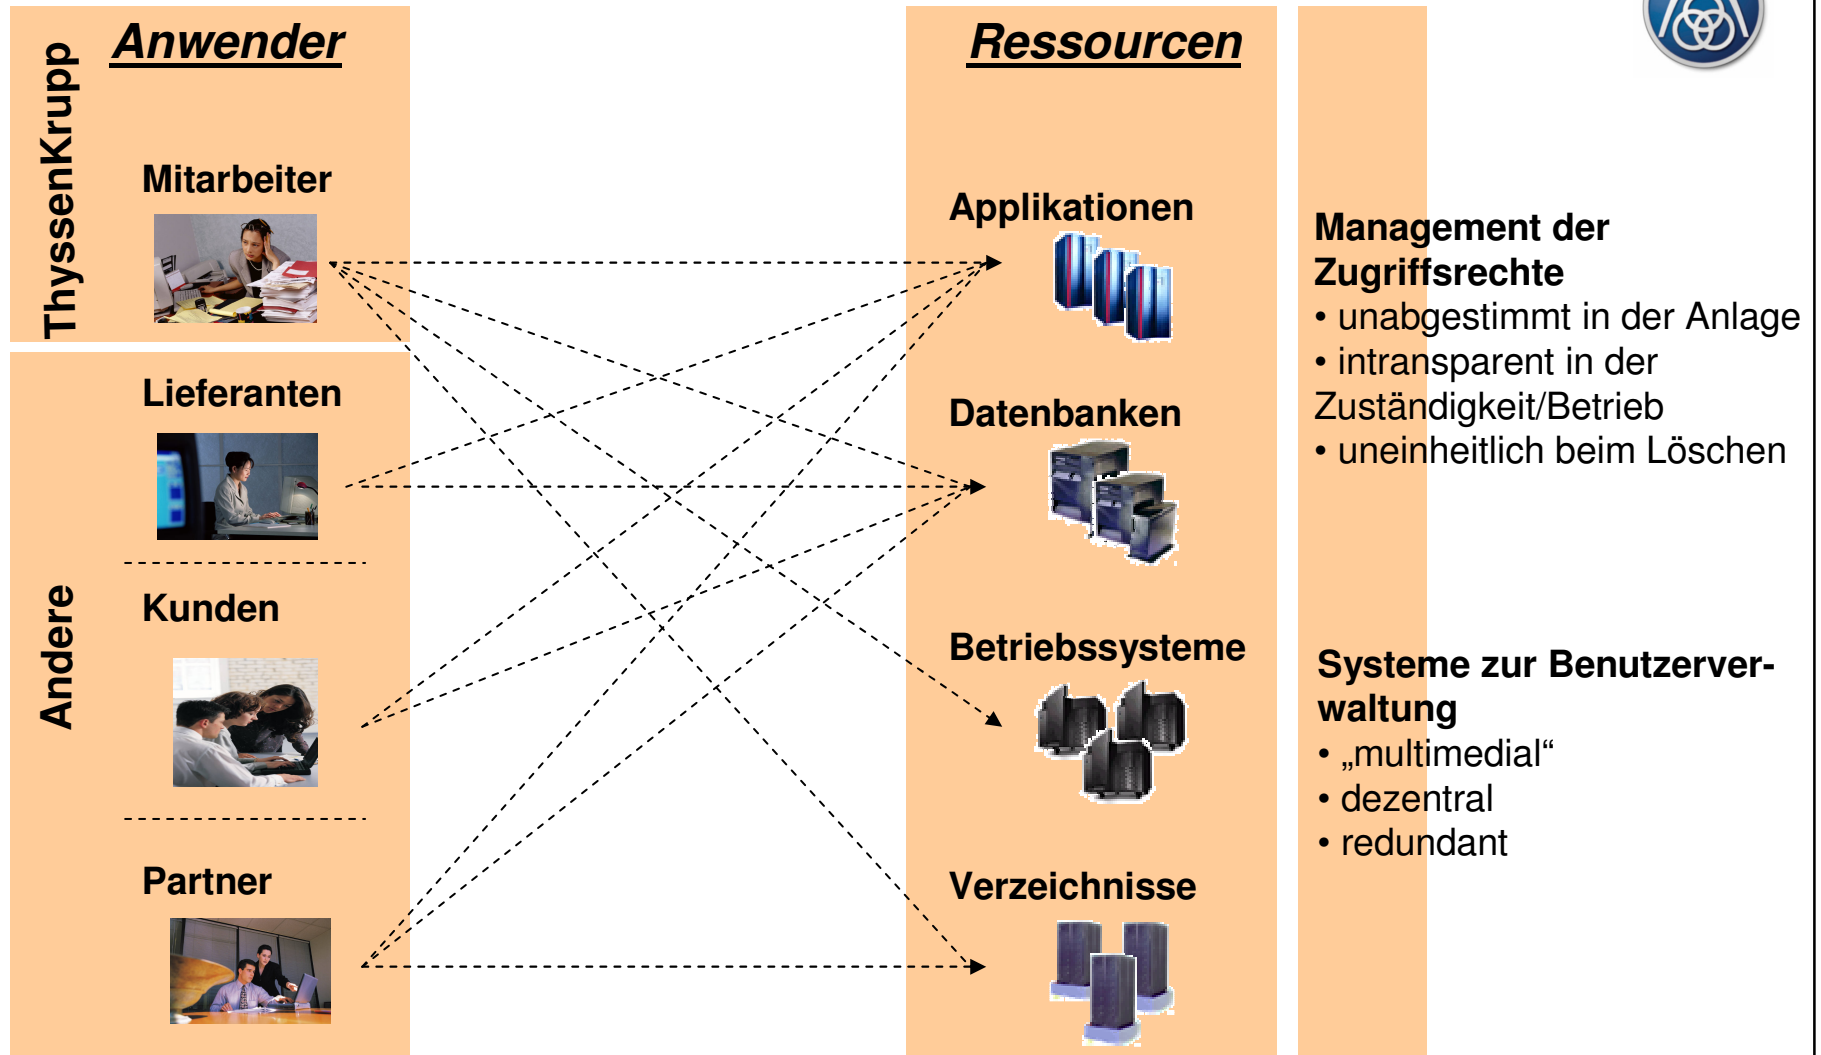 Anwender
Ressourcen
ThyssenKrupp
Mitarbeiter
Andere
Lieferanten
Kunden
Partner
Applikationen
Datenbanken
Betriebssysteme
Verzeichnisse
Management der
Zugriffsrechte
• unabgestimmt in der Anlage
• intransparent in der
Zuständigkeit/Betrieb
• uneinheitlich beim Löschen
Systeme zur Benutzerver-
waltung
• „multimedial“
• dezentral
• redundant